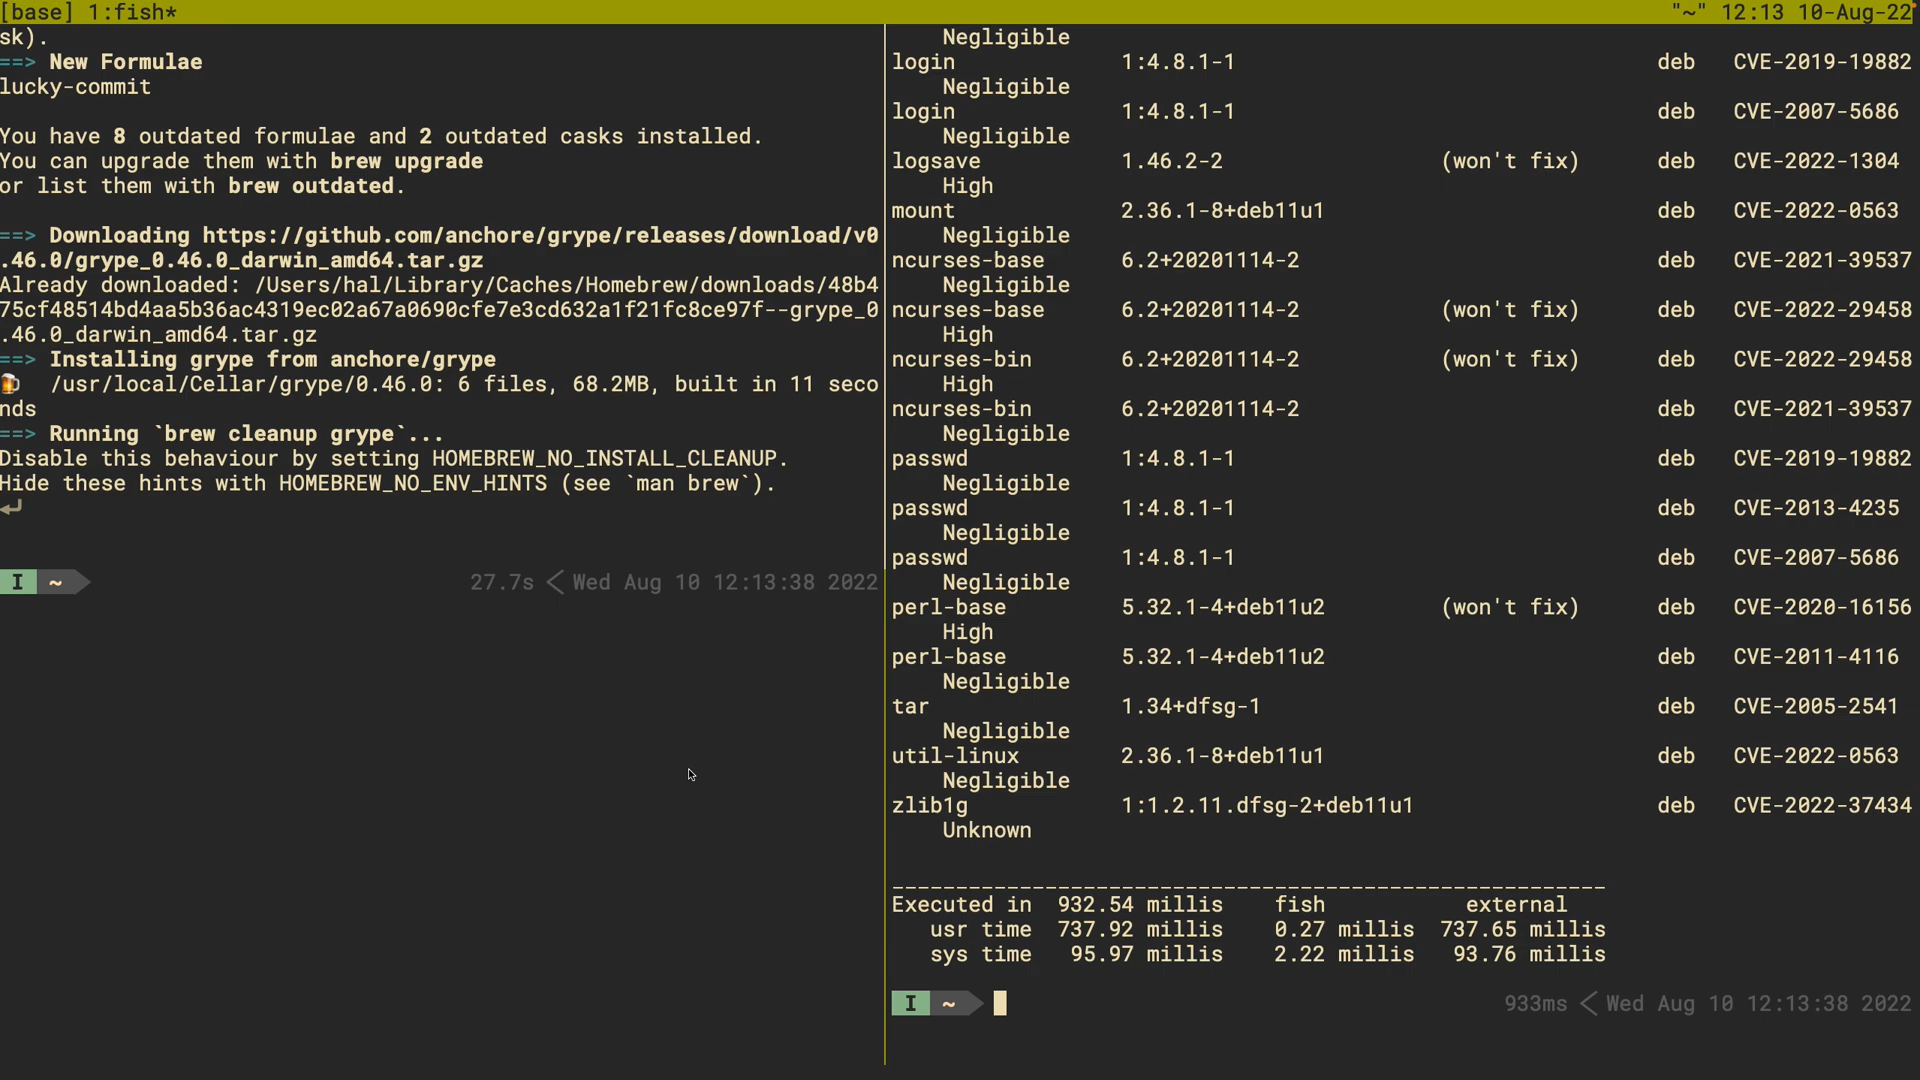 [base] 1:fish*
"~" 12:13 10-Aug-22
sk).
==> New Formulae
lucky-commit
You have 8 outdated formulae and 2 outdated casks installed.
You can upgrade them with brew upgrade
or list them with brew outdated.
==> Downloading https://github.com/anchore/grype/releases/download/v0
.46.0/grype_0.46.0_darwin_amd64.tar.gz
Already downloaded: /Users/hal/Library/Caches/Homebrew/downloads/48b4
75cf48514bd4aa5b36ac4319ec02a67a0690cfe7e3cd632a1f21fc8ce97f--grype_0
.46.0_darwin_amd64.tar.gz
==> Installing grype from anchore/grype
🍺  /usr/local/Cellar/grype/0.46.0: 6 files, 68.2MB, built in 11 seco
nds
==> Running `brew cleanup grype`...
Disable this behaviour by setting HOMEBREW_NO_INSTALL_CLEANUP.
Hide these hints with HOMEBREW_NO_ENV_HINTS (see `man brew`).
⏎
I ~ 27.7s < Wed Aug 10 12:13:38 2022
Negligible
login 1:4.8.1-1 deb CVE-2019-19882
Negligible
login 1:4.8.1-1 deb CVE-2007-5686
Negligible
logsave 1.46.2-2 (won't fix) deb CVE-2022-1304
High
mount 2.36.1-8+deb11u1 deb CVE-2022-0563
Negligible
ncurses-base 6.2+20201114-2 deb CVE-2021-39537
Negligible
ncurses-base 6.2+20201114-2 (won't fix) deb CVE-2022-29458
High
ncurses-bin 6.2+20201114-2 (won't fix) deb CVE-2022-29458
High
ncurses-bin 6.2+20201114-2 deb CVE-2021-39537
Negligible
passwd 1:4.8.1-1 deb CVE-2019-19882
Negligible
passwd 1:4.8.1-1 deb CVE-2013-4235
Negligible
passwd 1:4.8.1-1 deb CVE-2007-5686
Negligible
perl-base 5.32.1-4+deb11u2 (won't fix) deb CVE-2020-16156
High
perl-base 5.32.1-4+deb11u2 deb CVE-2011-4116
Negligible
tar 1.34+dfsg-1 deb CVE-2005-2541
Negligible
util-linux 2.36.1-8+deb11u1 deb CVE-2022-0563
Negligible
zlib1g 1:1.2.11.dfsg-2+deb11u1 deb CVE-2022-37434
Unknown
________________________________________________________
Executed in 932.54 millis fish external
usr time 737.92 millis 0.27 millis 737.65 millis
sys time 95.97 millis 2.22 millis 93.76 millis
I ~ 933ms < Wed Aug 10 12:13:38 2022